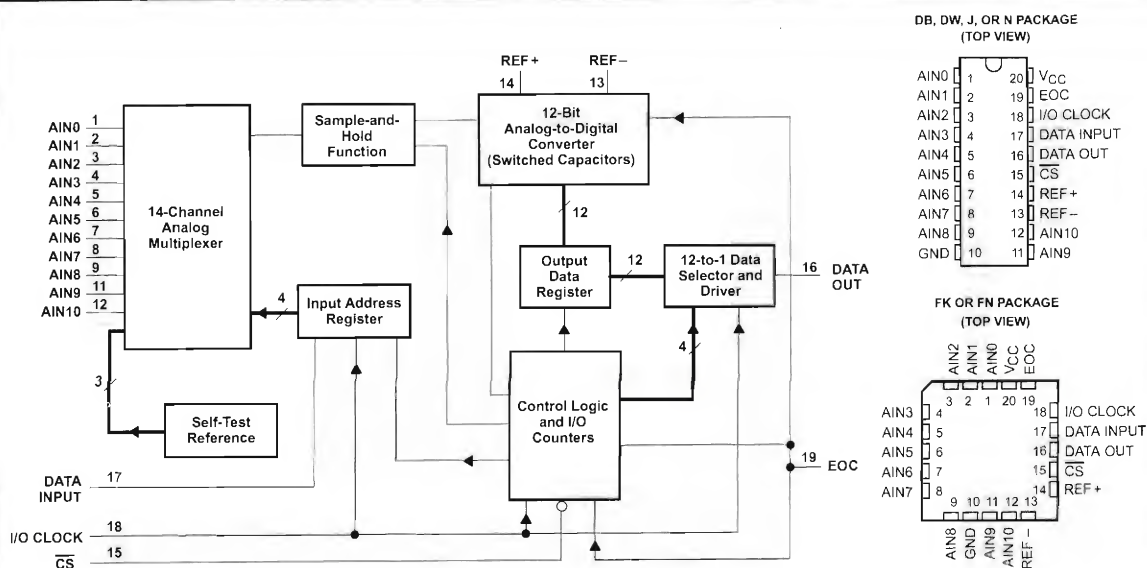 REF+ REF−
14 13
12-Bit
Analog-to-Digital
Converter
(Switched Capacitors)
Sample-and-
Hold
Function
14-Channel
Analog
Multiplexer
AIN0 1
AIN1 2
AIN2 3
AIN3 4
AIN4 5
AIN5 6
AIN6 7
AIN7 8
AIN8 9
AIN9 11
AIN10 12
12
Output
Data
Register
12
12-to-1 Data
Selector and
Driver
16 DATA
OUT
4
Input Address
Register
4
Control Logic
and I/O
Counters
3
Self-Test
Reference
19 EOC
DATA
INPUT
17
I/O CLOCK 18
CS 15
DB, DW, J, OR N PACKAGE
(TOP VIEW)
AIN0 1 20 VCC
AIN1 2 19 EOC
AIN2 3 18 I/O CLOCK
AIN3 4 17 DATA INPUT
AIN4 5 16 DATA OUT
AIN5 6 15 CS
AIN6 7 14 REF+
AIN7 8 13 REF−
AIN8 9 12 AIN10
GND 10 11 AIN9
FK OR FN PACKAGE
(TOP VIEW)
AIN2 AIN1 AIN0 VCC EOC
3 2 1 20 19
AIN3 4 18 I/O CLOCK
AIN4 5 17 DATA INPUT
AIN5 6 16 DATA OUT
AIN6 7 15 CS
AIN7 8 14 REF+
9 10 11 12 13
AIN8 GND AIN9 AIN10 REF−